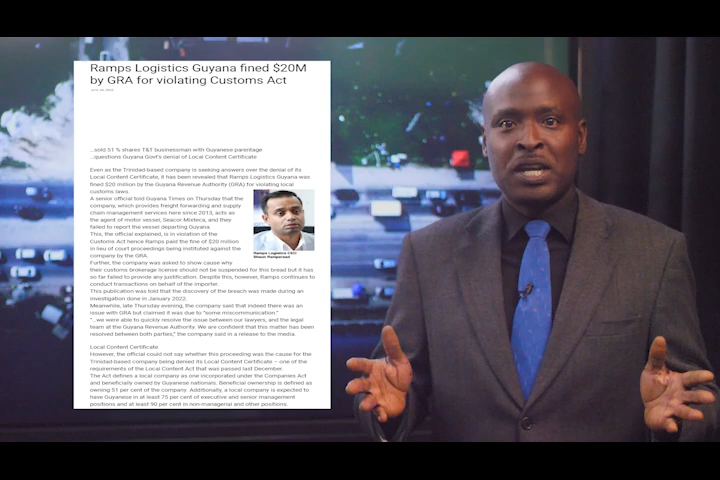 Ramps Logistics Guyana fined $20M
by GRA for violating Customs Act
...sold 51 % shares T&T businessman with Guyanese parentage
...questions Guyana Govt's denial of Local Content Certificate
Even as the Trinidad-based company is seeking answers over the denial of its
Local Content Certificate, it has been revealed that Ramps Logistics Guyana was
fined $20 million by the Guyana Revenue Authority (GRA) for violating local
customs laws.
A senior official told Guyana Times on Thursday that the
company, which provides freight forwarding and supply
chain management services here since 2013, acts as
the agent of motor vessel, Seacor Mixteca, and they
failed to report the vessel departing Guyana.
This, the official explained, is in violation of the
Customs Act hence Ramps paid the fine of $20 million
in lieu of court proceedings being instituted against the
company by the GRA.
Ramps Logistics CEO
Shaun Rampersad
Further, the company was asked to show cause why
their customs brokerage license should not be suspended for this bread but it has
so far failed to provide any justification. Despite this, however, Ramps continues to
conduct transactions on behalf of the importer.
This publication was told that the discovery of the breach was made during an
investigation done in January 2022.
Meanwhile, late Thursday evening, the company said that indeed there was an
issue with GRA but claimed it was due to "some miscommunication."
"...we were able to quickly resolve the issue between our lawyers, and the legal
team at the Guyana Revenue Authority. We are confident that this matter has been
resolved between both parties," the company said in a release to the media.
Local Content Certificate
However, the official could not say whether this proceeding was the cause for the
Trinidad-based company being denied its Local Content Certificate – one of the
requirements of the Local Content Act that was passed last December.
The Act defines a local company as one incorporated under the Companies Act
and beneficially owned by Guyanese nationals. Beneficial ownership is defined as
owning 51 per cent of the company. Additionally, a local company is expected to
have Guyanese in at least 75 per cent of executive and senior management
positions and at least 90 per cent in non-managerial and other positions.